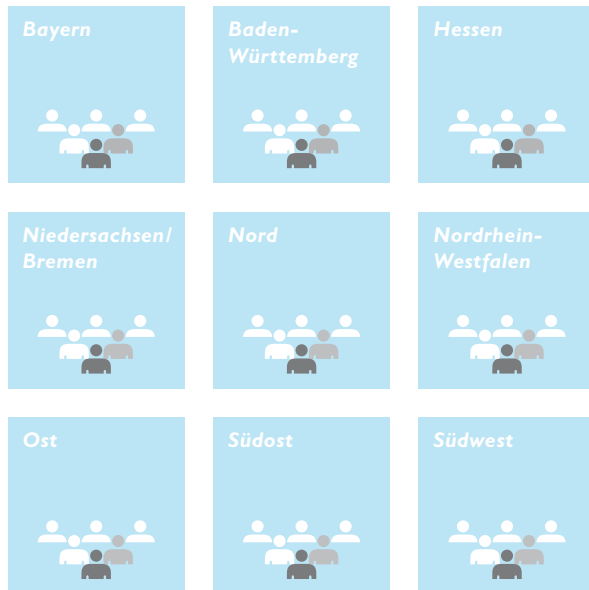 Bayern
Baden-
Württemberg
Hessen
Niedersachsen/
Bremen
Nord
Nordrhein-
Westfalen
Ost
Südost
Südwest